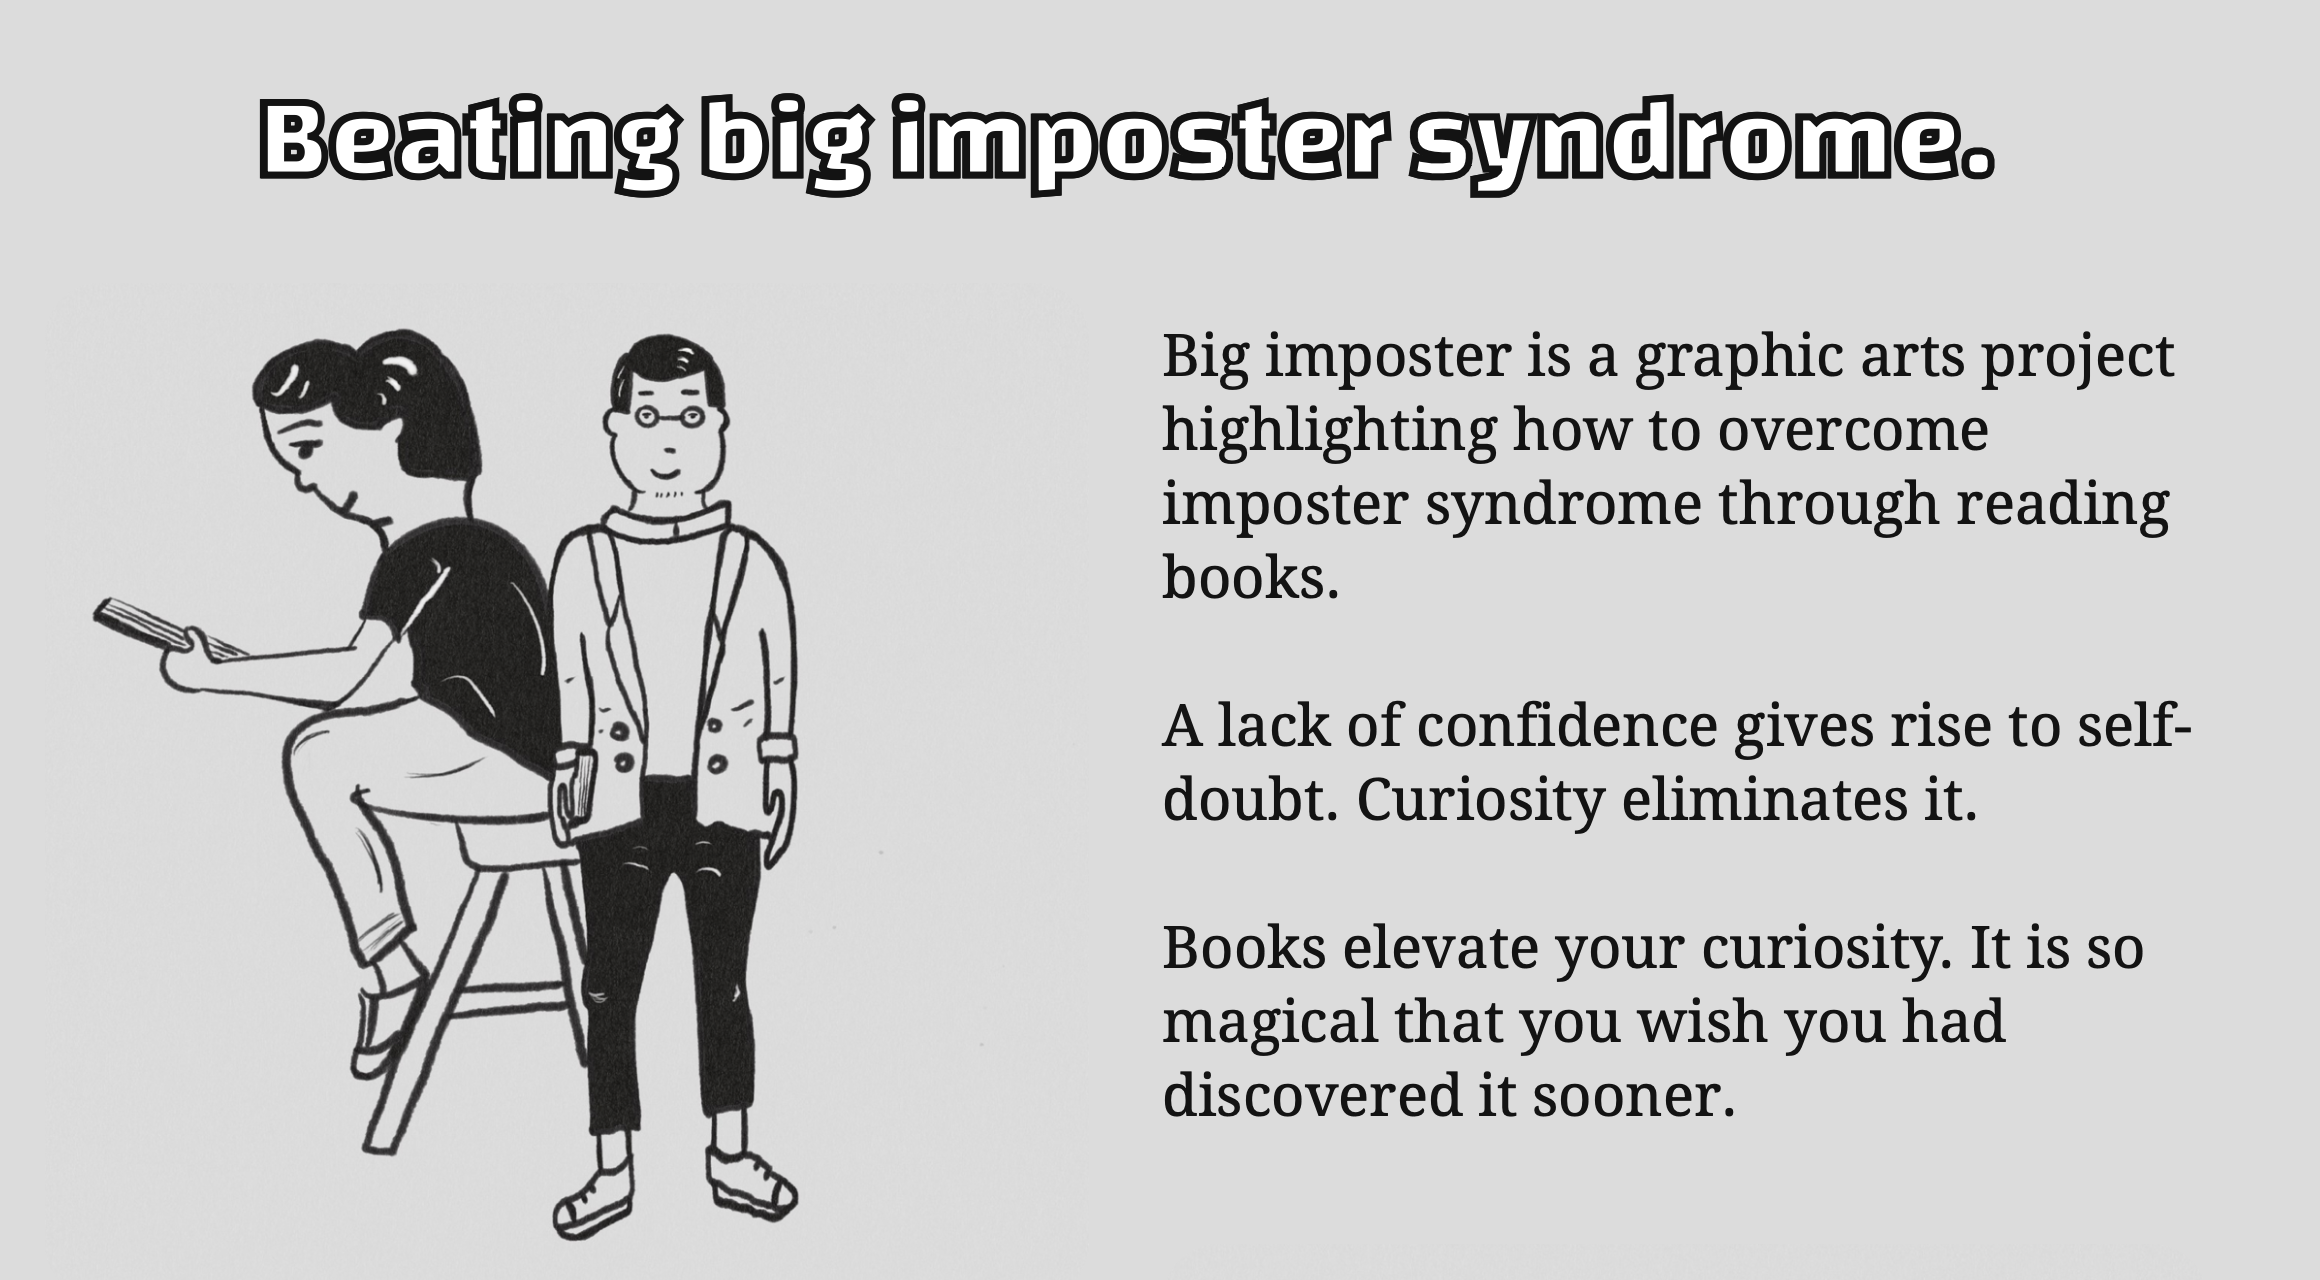 Beating big imposter syndrome.
Big imposter is a graphic arts project
highlighting how to overcome
imposter syndrome through reading
books.
A lack of confidence gives rise to self-
doubt. Curiosity eliminates it.
Books elevate your curiosity. It is so
magical that you wish you had
discovered it sooner.